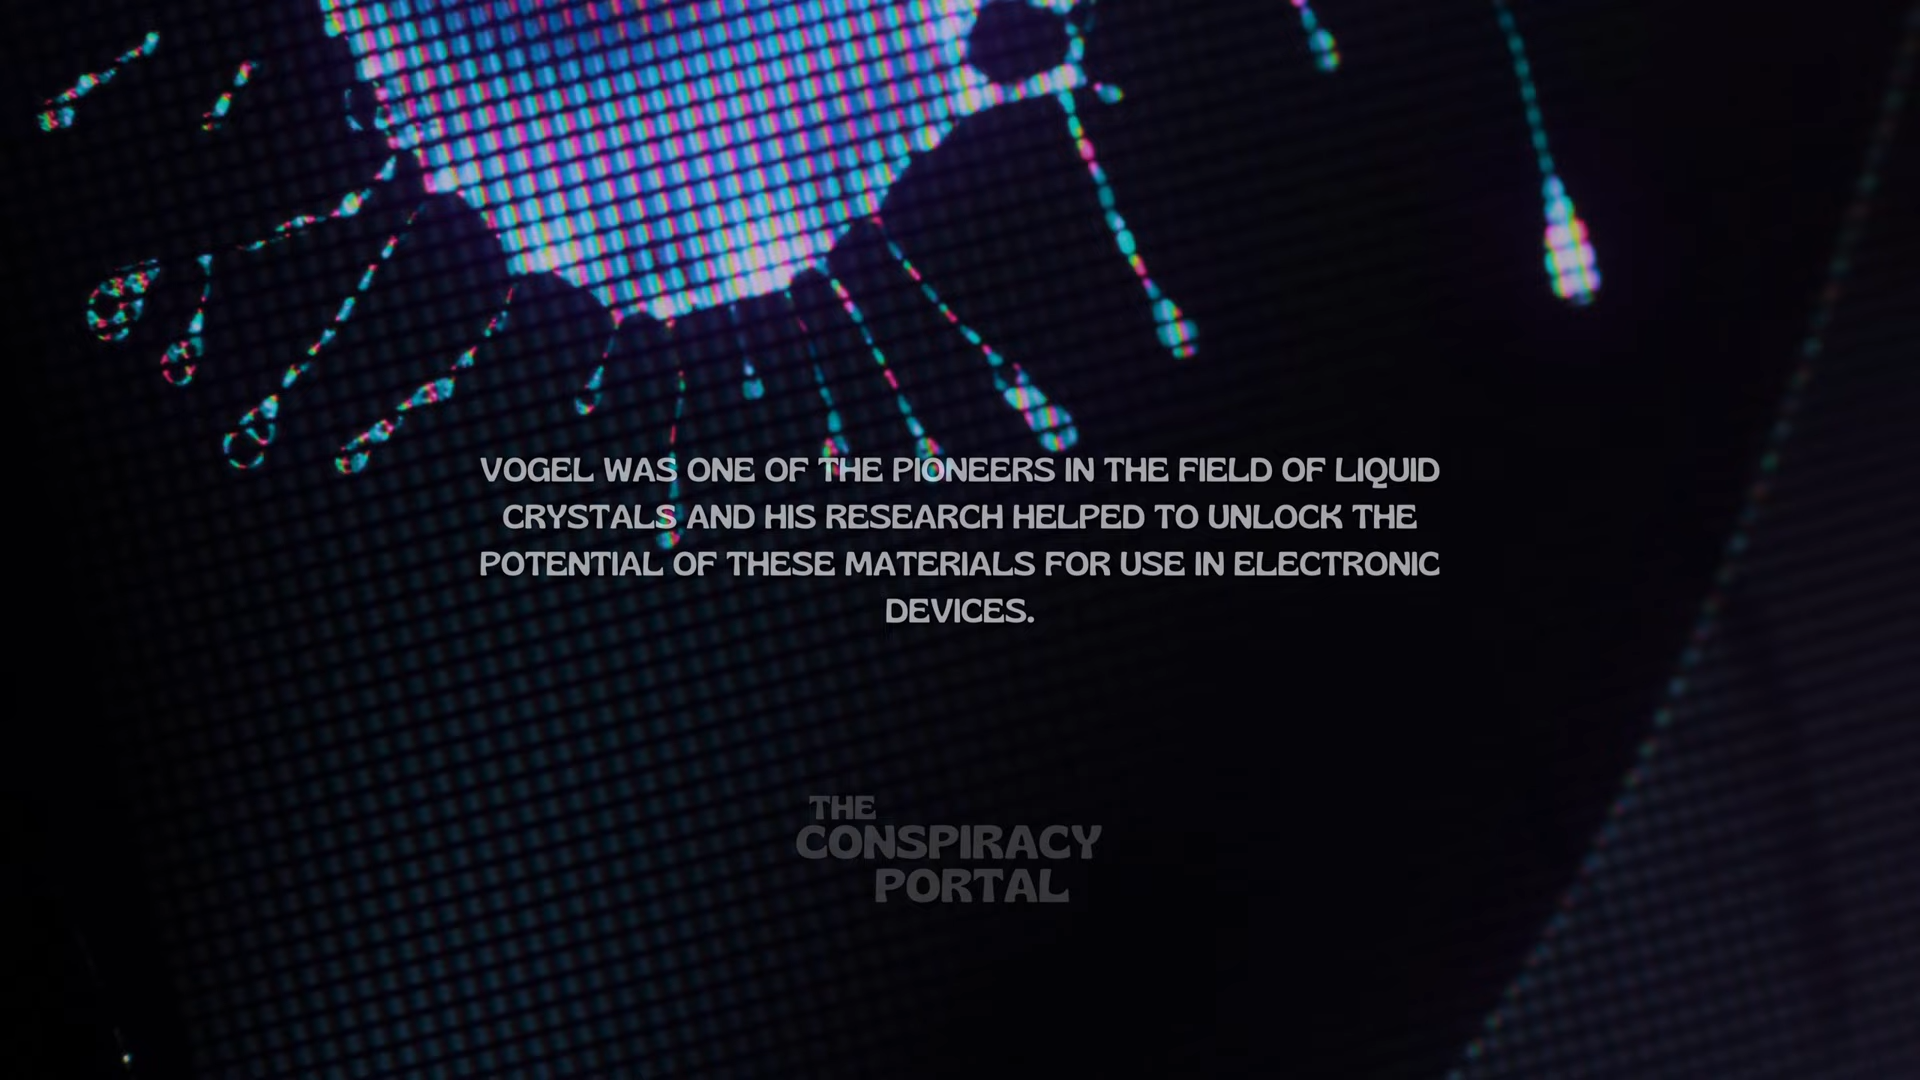 VOGEL WAS ONE OF THE PIONEERS IN THE FIELD OF LIQUID
CRYSTALS AND HIS RESEARCH HELPED TO UNLOCK THE
POTENTIAL OF THESE MATERIALS FOR USE IN ELECTRONIC
DEVICES.
THE
CONSPIRACY
PORTAL